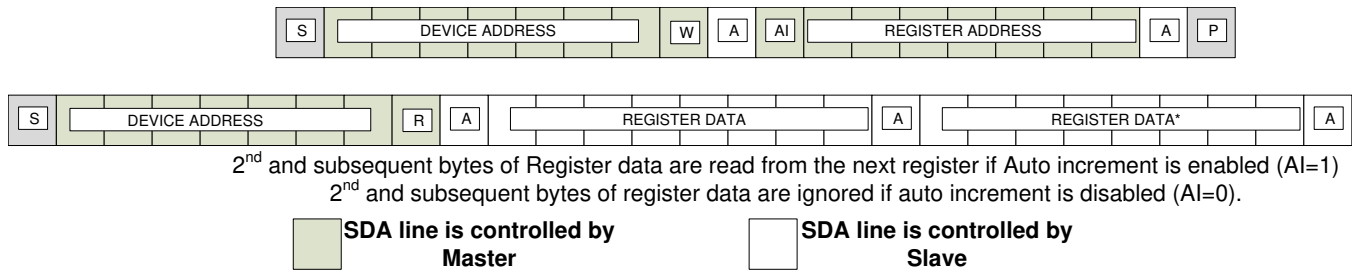 S DEVICE ADDRESS W A AI REGISTER ADDRESS A P
S DEVICE ADDRESS R A REGISTER DATA A REGISTER DATA* A
2nd and subsequent bytes of Register data are read from the next register if Auto increment is enabled (AI=1)
2nd and subsequent bytes of register data are ignored if auto increment is disabled (AI=0).
SDA line is controlled by Master
SDA line is controlled by Slave